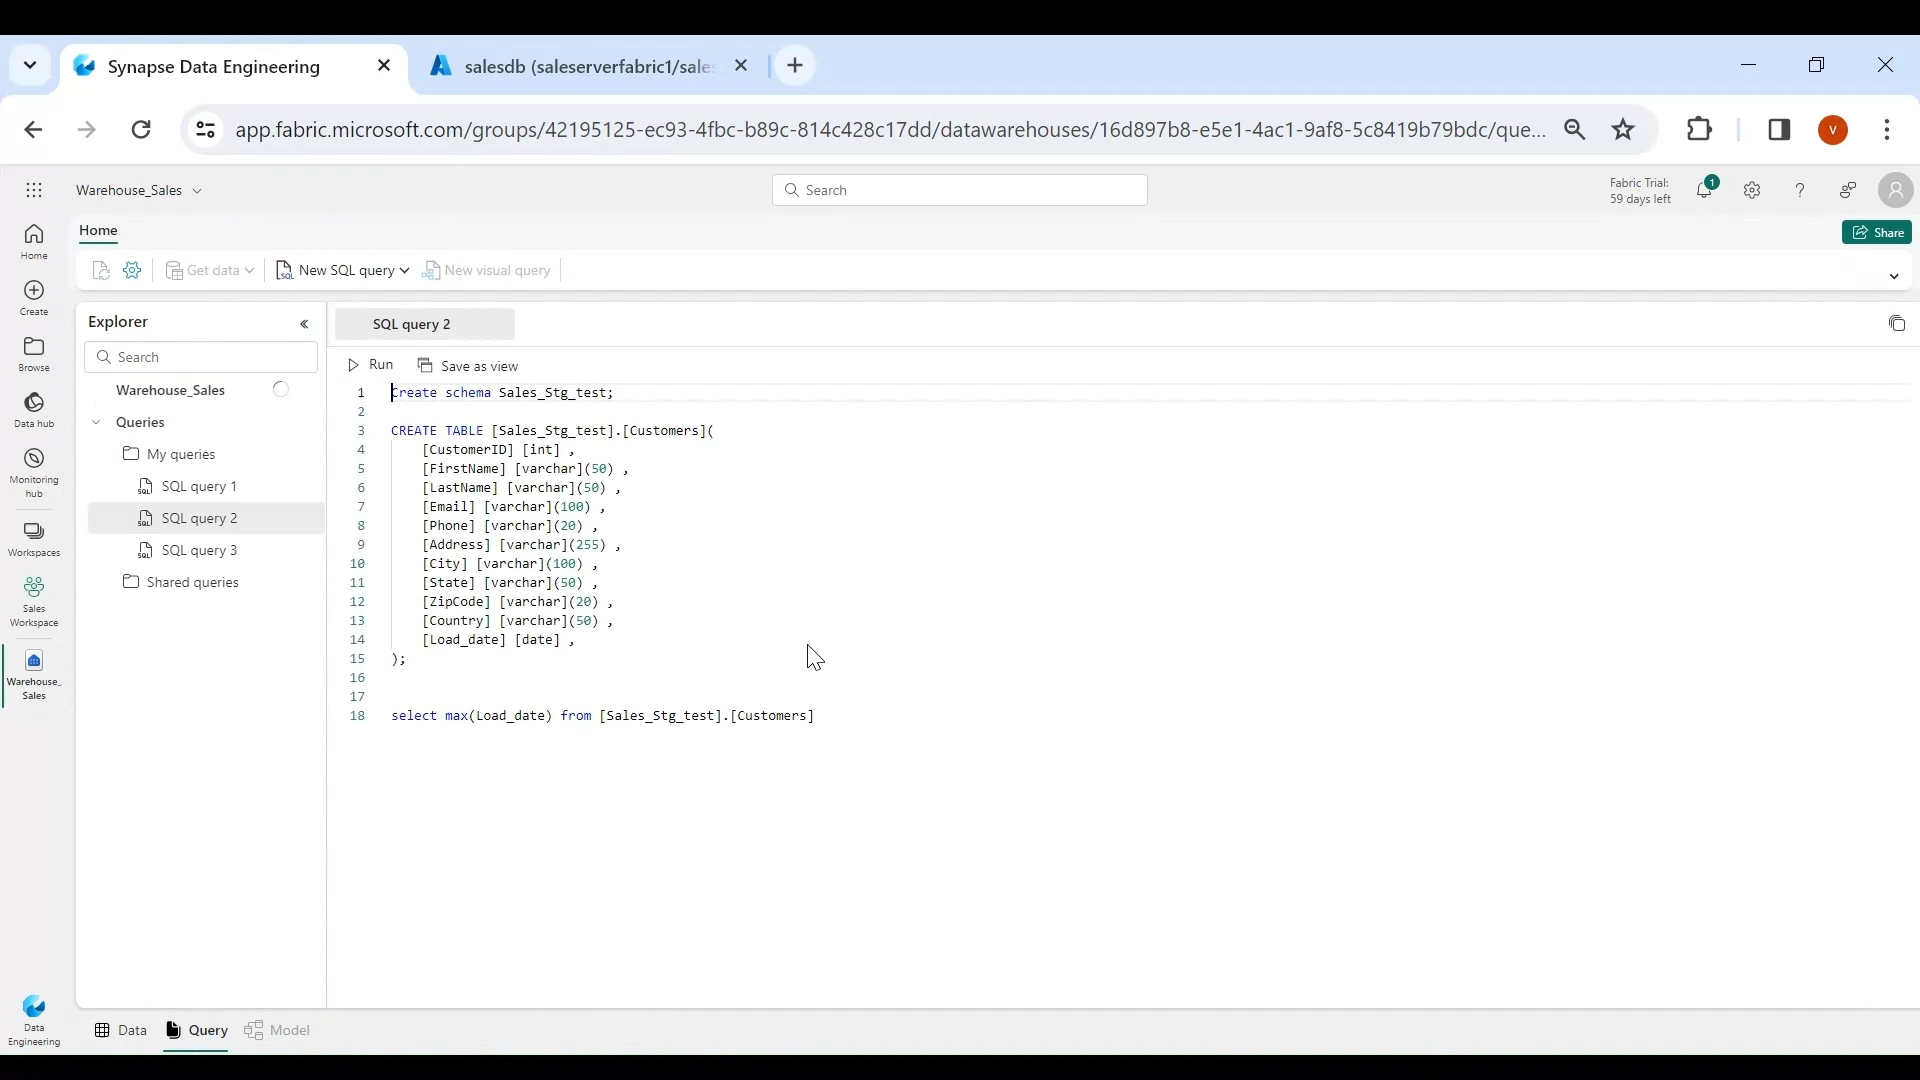 Synapse Data Engineering
salesdb (saleserverfabric1/sales
app.fabric.microsoft.com/groups/42195125-ec93-4fbc-b89c-814c428c17dd/datawarehouses/16d897b8-e5e1-4ac1-9af8-5c8419b79bdc/que...
V
Warehouse_Sales
Search
Fabric Trial:
59 days left
1
?
Home
Share
Get data
New SQL query
New visual query
Home
Create
Browse
Data hub
Monitoring
hub
Workspaces
Sales
Workspace
Warehouse_
Sales
Data
Engineering
Explorer
Search
Warehouse_Sales
Queries
My queries
SQL query 1
SQL query 2
SQL query 3
Shared queries
SQL query 2
Run
Save as view
1 Create schema Sales_Stg_test;
2
3 CREATE TABLE [Sales_Stg_test].[Customers](
4 [CustomerID] [int] ,
5 [FirstName] [varchar](50) ,
6 [LastName] [varchar](50) ,
7 [Email] [varchar](100) ,
8 [Phone] [varchar](20) ,
9 [Address] [varchar](255) ,
10 [City] [varchar](100) ,
11 [State] [varchar](50) ,
12 [ZipCode] [varchar](20) ,
13 [Country] [varchar](50) ,
14 [Load_date] [date] ,
15 );
16
17
18 select max(Load_date) from [Sales_Stg_test].[Customers]
Data
Query
Model